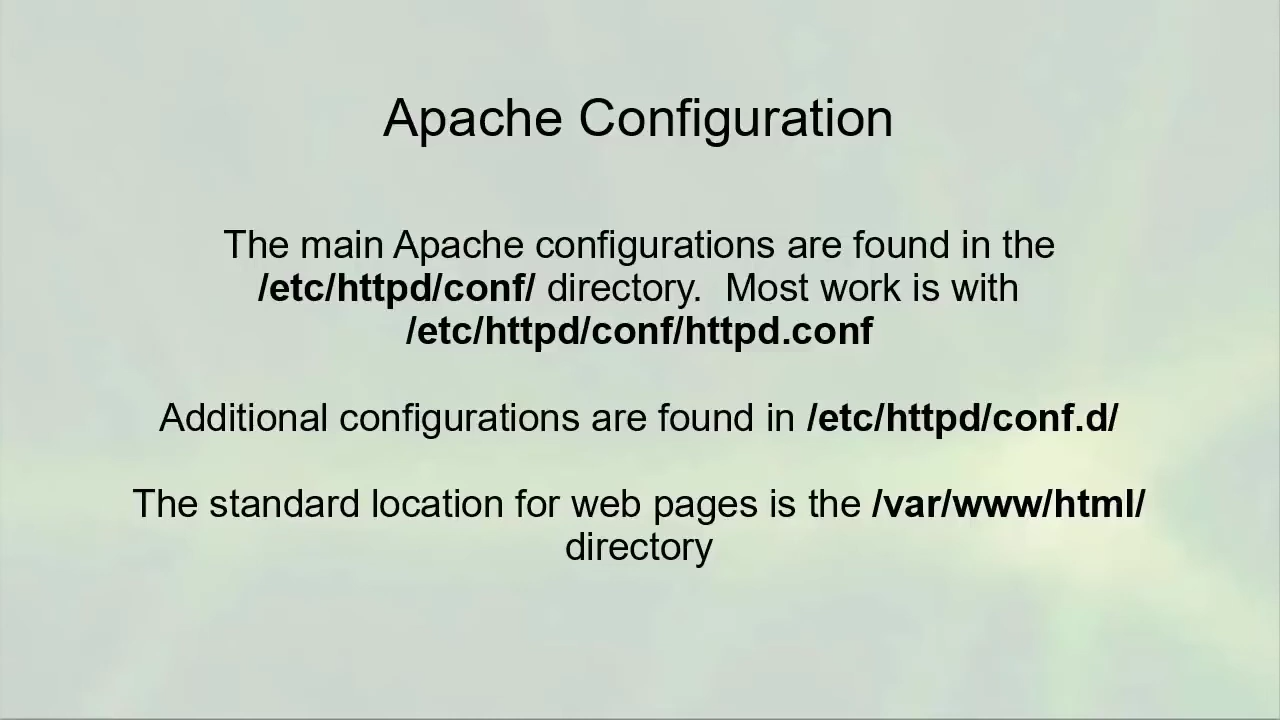 Apache Configuration
The main Apache configurations are found in the
/etc/httpd/conf/ directory.  Most work is with
/etc/httpd/conf/httpd.conf
Additional configurations are found in /etc/httpd/conf.d/
The standard location for web pages is the /var/www/html/
directory